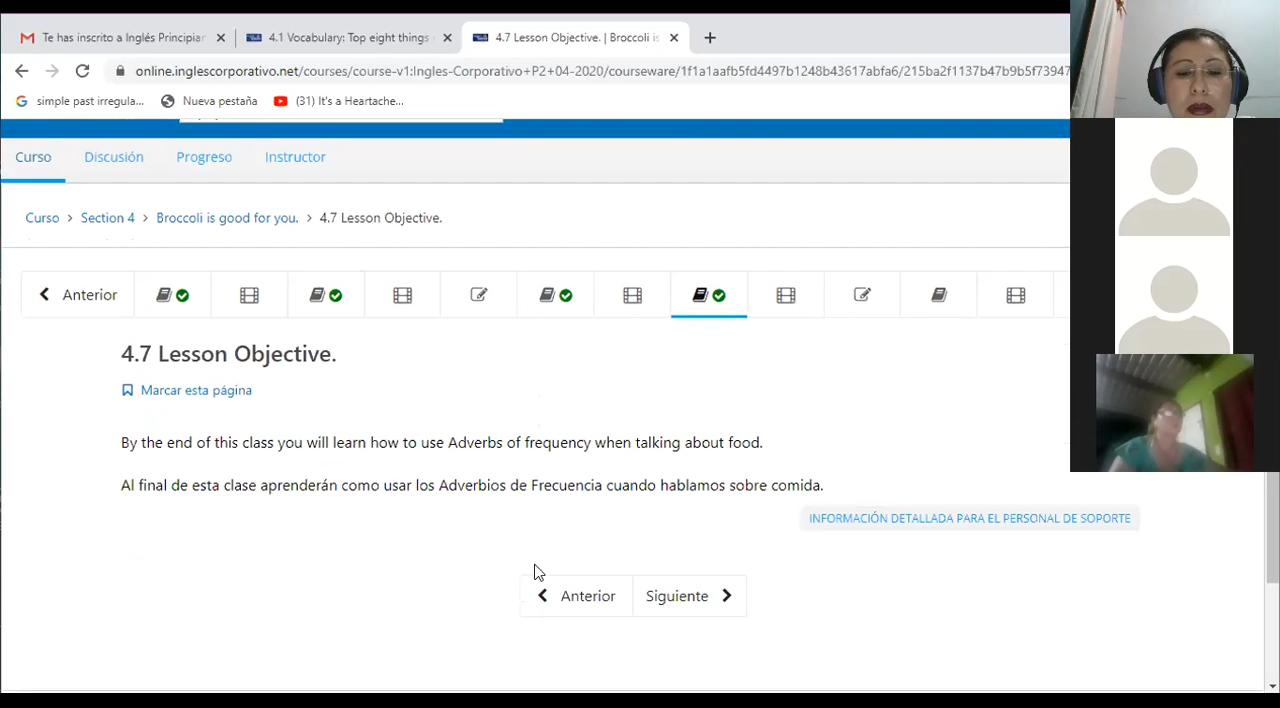 Te has inscrito a Inglés Principian
4.1 Vocabulary: Top eight things
4.7 Lesson Objective. | Broccoli is
online.inglescorporativo.net/courses/course-v1:Ingles-Corporativo+P2+04-2020/courseware/1f1a1aafb5fd4497b1248b43617abfa6/215ba2f1137b47b9b5f73947
simple past irregula...
Nueva pestaña
(31) It's a Heartache...
Curso
Discusión
Progreso
Instructor
Curso > Section 4 > Broccoli is good for you. > 4.7 Lesson Objective.
Anterior
4.7 Lesson Objective.
Marcar esta página
By the end of this class you will learn how to use Adverbs of frequency when talking about food.
Al final de esta clase aprenderán como usar los Adverbios de Frecuencia cuando hablamos sobre comida.
INFORMACIÓN DETALLADA PARA EL PERSONAL DE SOPORTE
Anterior
Siguiente